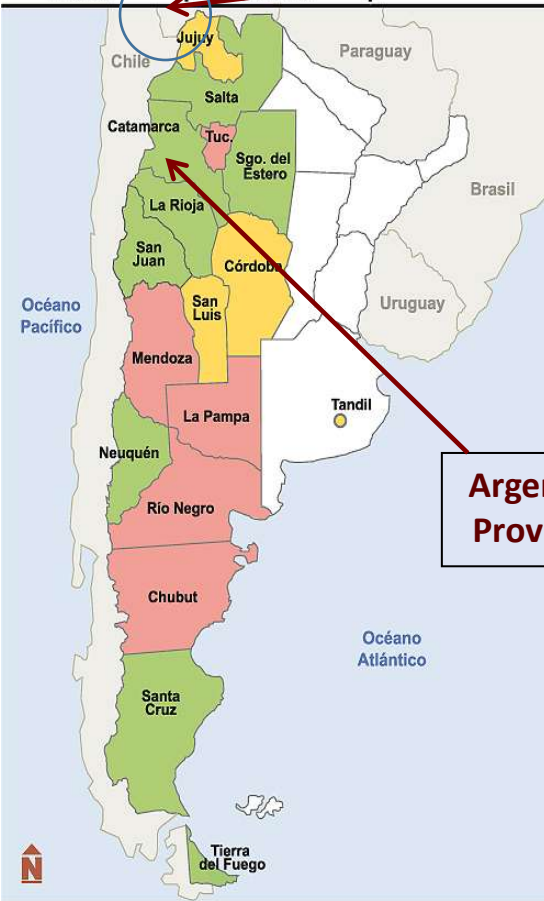 Jujuy
Chile
Paraguay
Salta
Catamarca
Tuc.
Sgo. del
Estero
Brasil
La Rioja
San
Juan
Córdoba
Océano
Pacífico
San
Luis
Uruguay
Mendoza
La Pampa
Tandil
Neuquén
Río Negro
Chubut
Océano
Atlántico
Santa
Cruz
Tierra
del Fuego
N